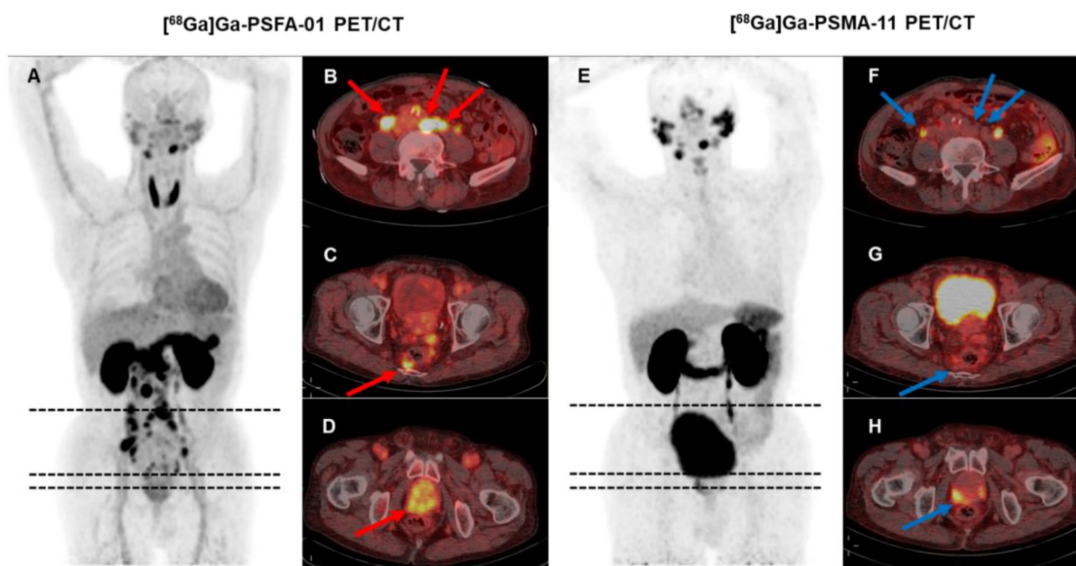 [⁶⁸Ga]Ga-PSFA-01 PET/CT
[⁶⁸Ga]Ga-PSMA-11 PET/CT
A
B
C
D
E
F
G
H